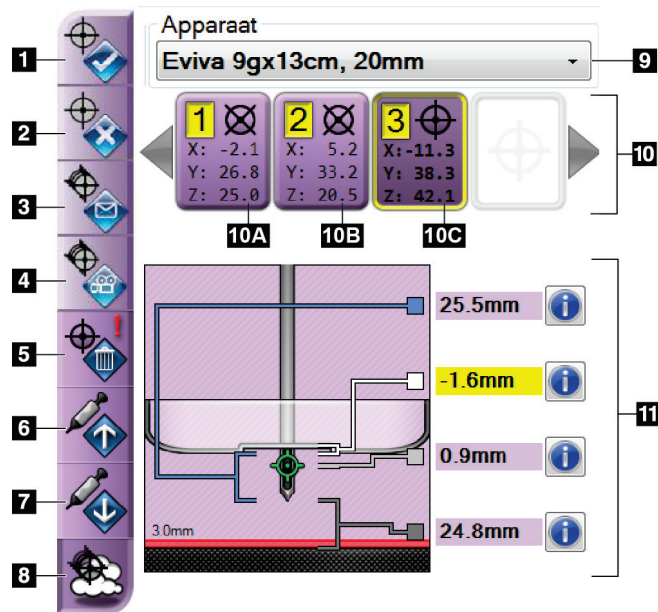 Apparaat
1
Eviva 9gx13cm, 20mm
9
2
1
X: -2.1
Y: 26.8
Z: 25.0
2
X: 5.2
Y: 33.2
Z: 20.5
3
X:-11.3
Y: 38.3
Z: 42.1
10
3
10A
10B
10C
4
25.5mm
5
-1.6mm
6
11
0.9mm
7
24.8mm
3.0mm
8